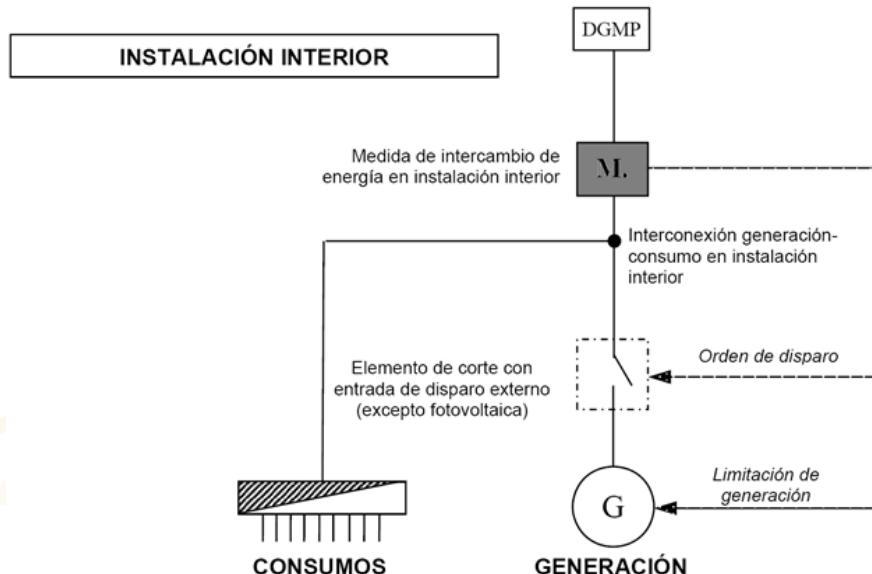 DGMP
INSTALACIÓN INTERIOR
Medida de intercambio de
energía en instalación interior
M.
Interconexión generación-
consumo en instalación
interior
Elemento de corte con
entrada de disparo externo
(excepto fotovoltaica)
Orden de disparo
Limitación de
generación
G
CONSUMOS
GENERACIÓN